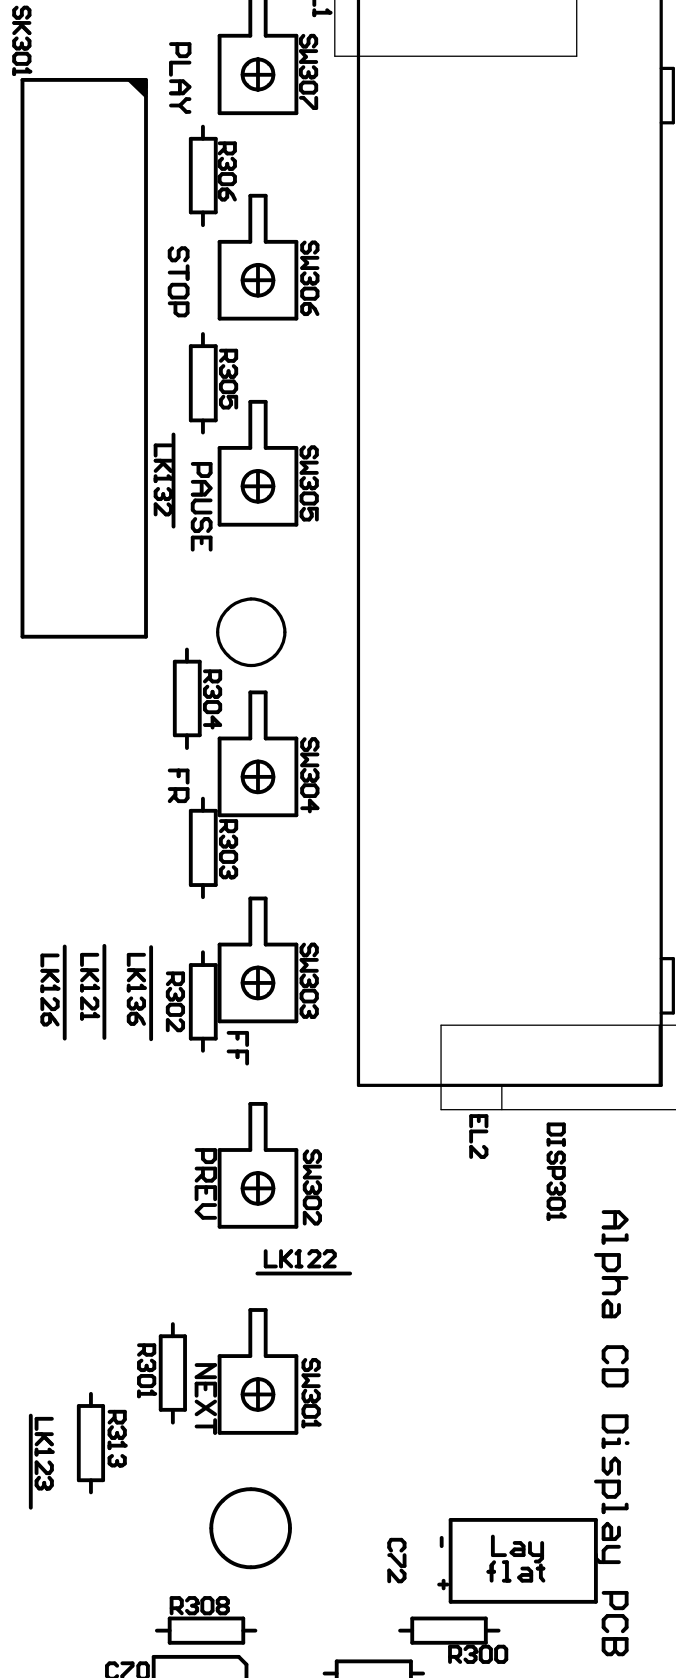 SK301
L1
PLAY
SW307
R306
STOP
SW306
R305
LK132
PAUSE
SW305
R304
FR
SW304
R303
LK126
LK121
LK136
R302
SW303
FF
EL2
DISP301
PREV
SW302
Alpha CD Display PCB
LK122
R301
NEXT
SW301
R313
LK123
C72
-
+
Lay
flat
R308
R300
C70